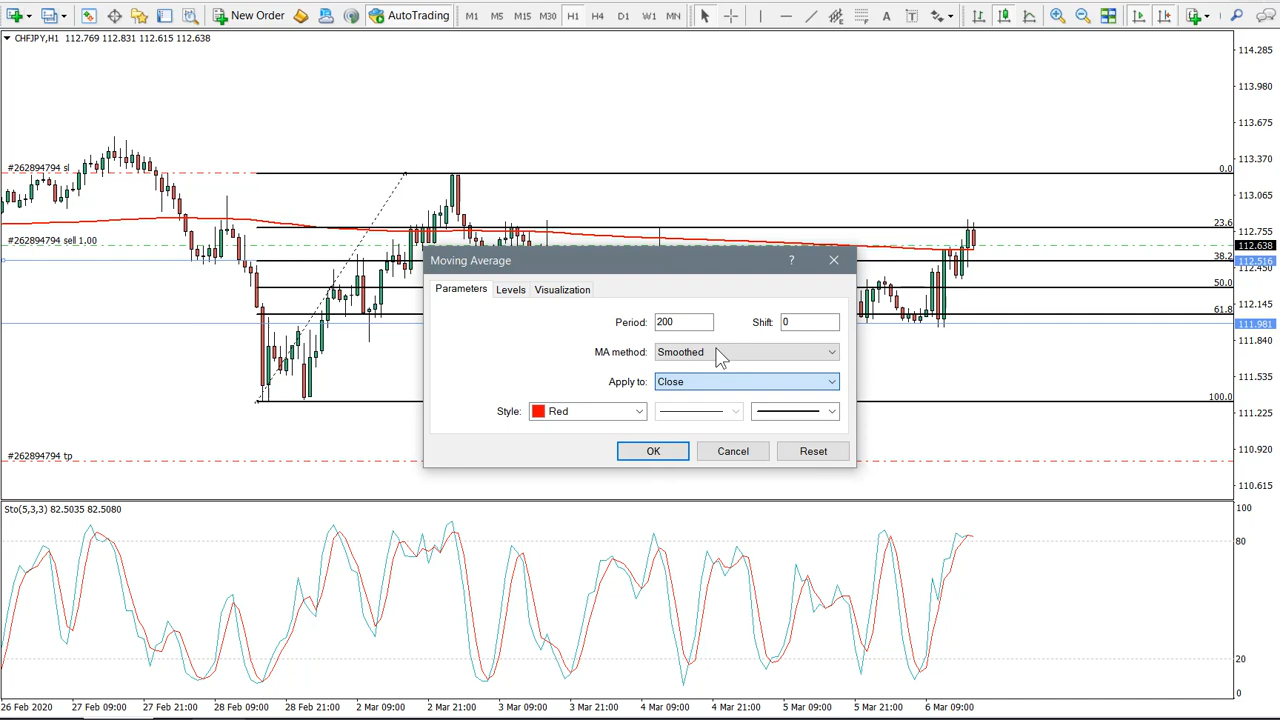 New Order AutoTrading M1 M5 M15 M30 H1 H4 D1 W1 MN A T
CHFJPY,H1 112.769 112.831 112.615 112.638
114.285
113.980
113.675
#262894794 sl
0.0
113.370
113.065
23.6
112.755
#262894794 sell 1.00
112.638
38.2
112.516
112.450
50.0
112.145
61.8
111.981
111.840
111.535
100.0
111.225
110.920
#262894794 tp
110.615
Moving Average ?
Parameters Levels Visualization
Period: 200 Shift: 0
MA method: Smoothed
Apply to: Close
Style: Red
OK Cancel Reset
Sto(5,3,3) 82.5035 82.5080
100
80
20
0
26 Feb 2020 27 Feb 09:00 27 Feb 21:00 28 Feb 09:00 28 Feb 21:00 2 Mar 09:00 2 Mar 21:00 3 Mar 09:00 3 Mar 21:00 4 Mar 09:00 4 Mar 21:00 5 Mar 09:00 5 Mar 21:00 6 Mar 09:00